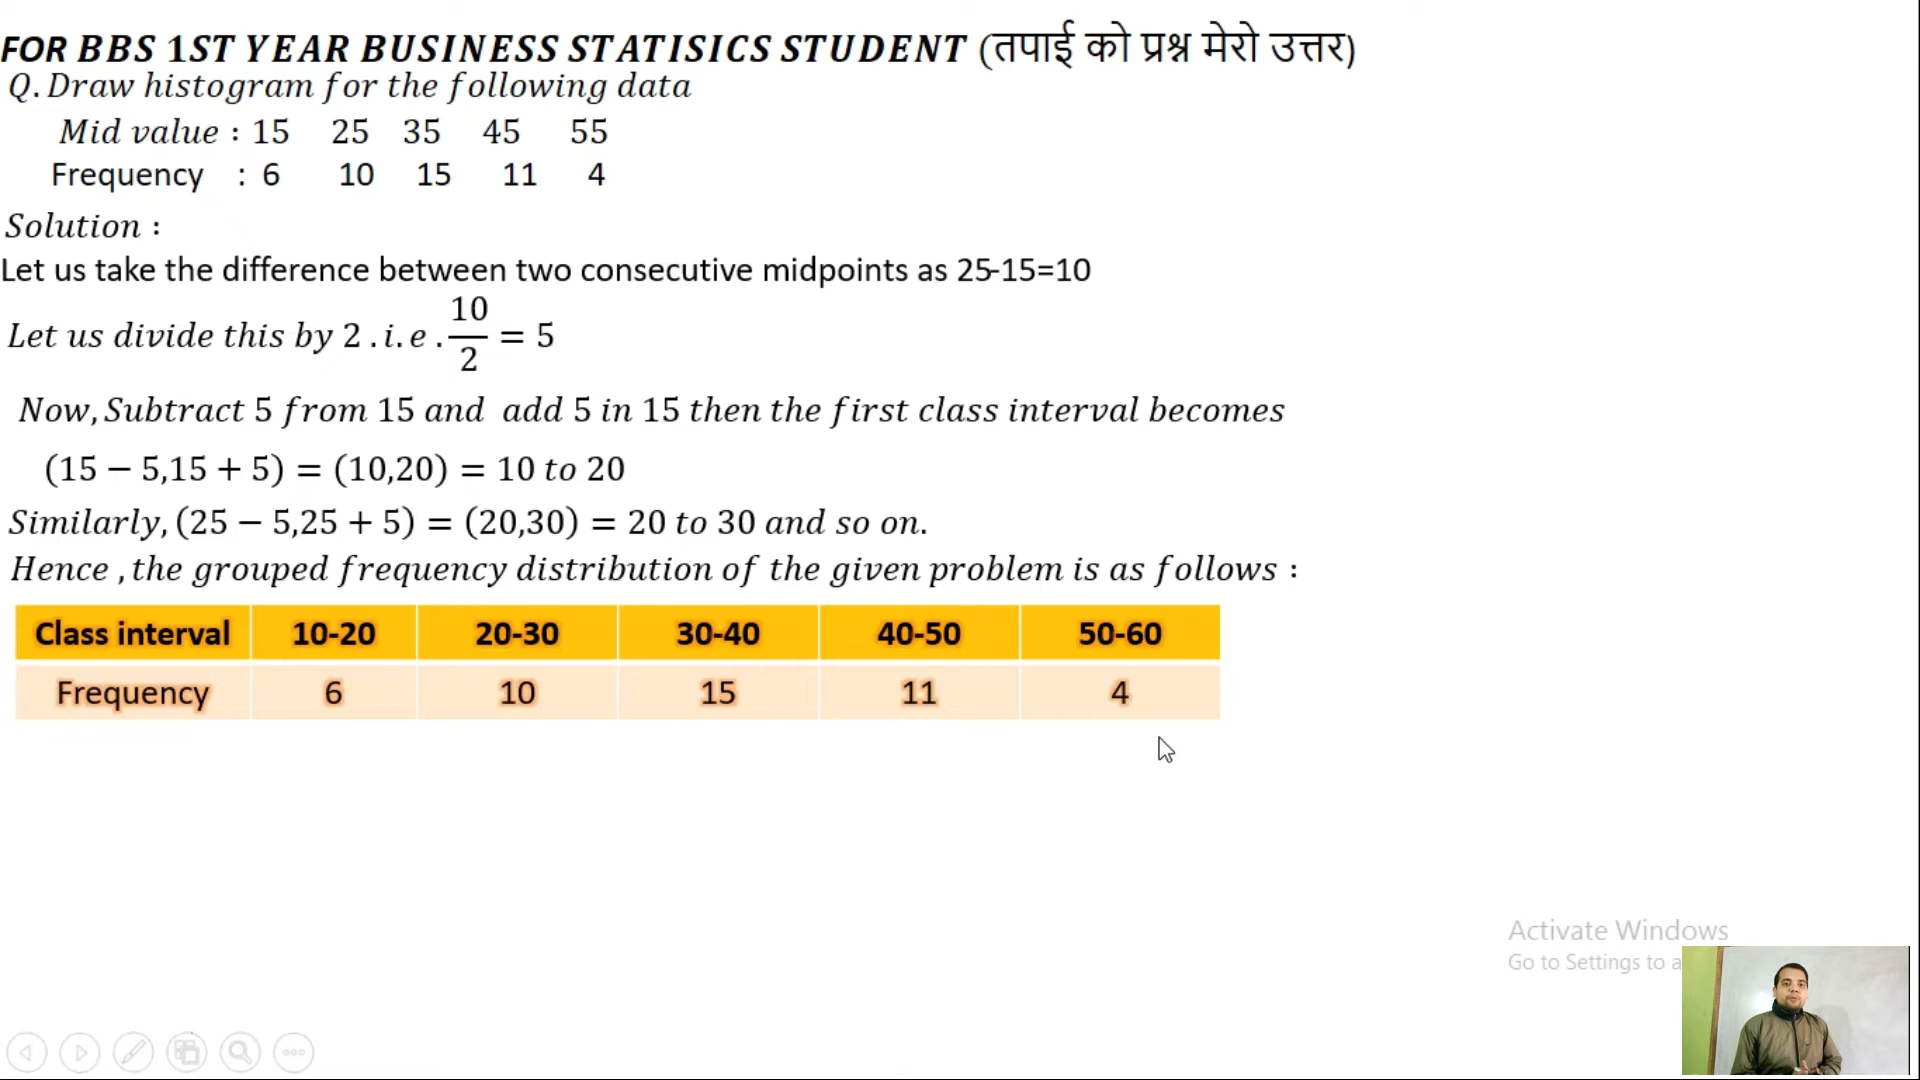 FOR BBS 1ST YEAR BUSINESS STATISICS STUDENT (तपाई को प्रश्न मेरो उत्तर)
Q. Draw histogram for the following data
Mid value : 15 25 35 45 55
Frequency : 6 10 15 11 4
Solution :
Let us take the difference between two consecutive midpoints as 25-15=10
Let us divide this by 2 . i. e . 10/2 = 5
Now, Subtract 5 from 15 and add 5 in 15 then the first class interval becomes
(15 − 5,15 + 5) = (10,20) = 10 to 20
Similarly, (25 − 5,25 + 5) = (20,30) = 20 to 30 and so on.
Hence , the grouped frequency distribution of the given problem is as follows :
Class interval 10-20 20-30 30-40 40-50 50-60
Frequency 6 10 15 11 4
Activate Windows
Go to Settings to a